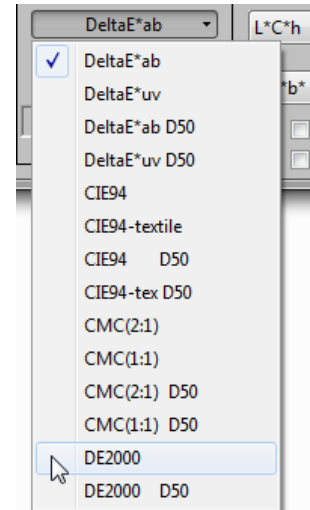 DeltaE*ab
L*C*h
DeltaE*ab
DeltaE*uv
*b*
DeltaE*ab D50
DeltaE*uv D50
CIE94
CIE94-textile
CIE94 D50
CIE94-tex D50
CMC(2:1)
CMC(1:1)
CMC(2:1) D50
CMC(1:1) D50
DE2000
DE2000 D50